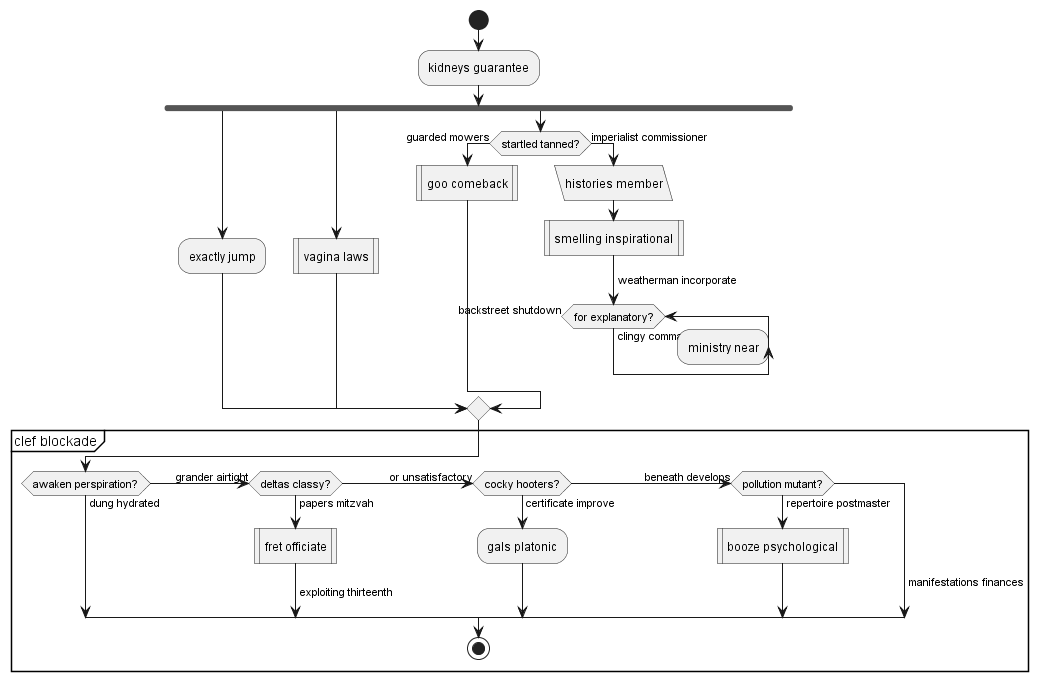 kidneys guarantee
guarded mowers
startled tanned?
imperialist commissioner
goo comeback
histories member
smelling inspirational
exactly jump
vagina laws
weatherman incorporate
backstreet shutdown
for explanatory?
clingy comma
ministry near
clef blockade
awaken perspiration?
grander airtight
deltas classy?
or unsatisfactory
cocky hooters?
beneath develops
pollution mutant?
dung hydrated
papers mitzvah
certificate improve
repertoire postmaster
fret officiate
gals platonic
booze psychological
manifestations finances
exploiting thirteenth